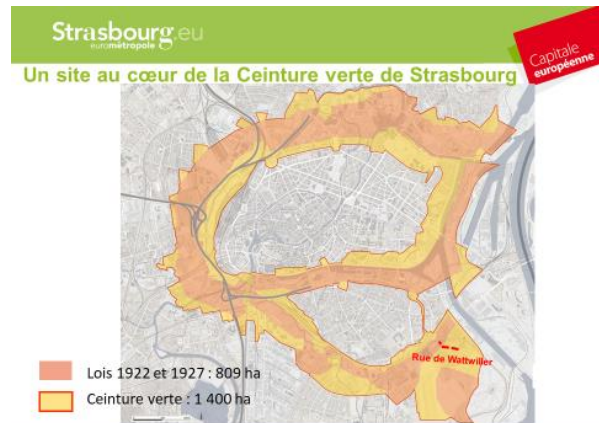 Strasbourg.eu
eurométropole
Capitale
européenne
Un site au cœur de la Ceinture verte de Strasbourg
Rue de Wattwiller
Lois 1922 et 1927 : 809 ha
Ceinture verte : 1 400 ha